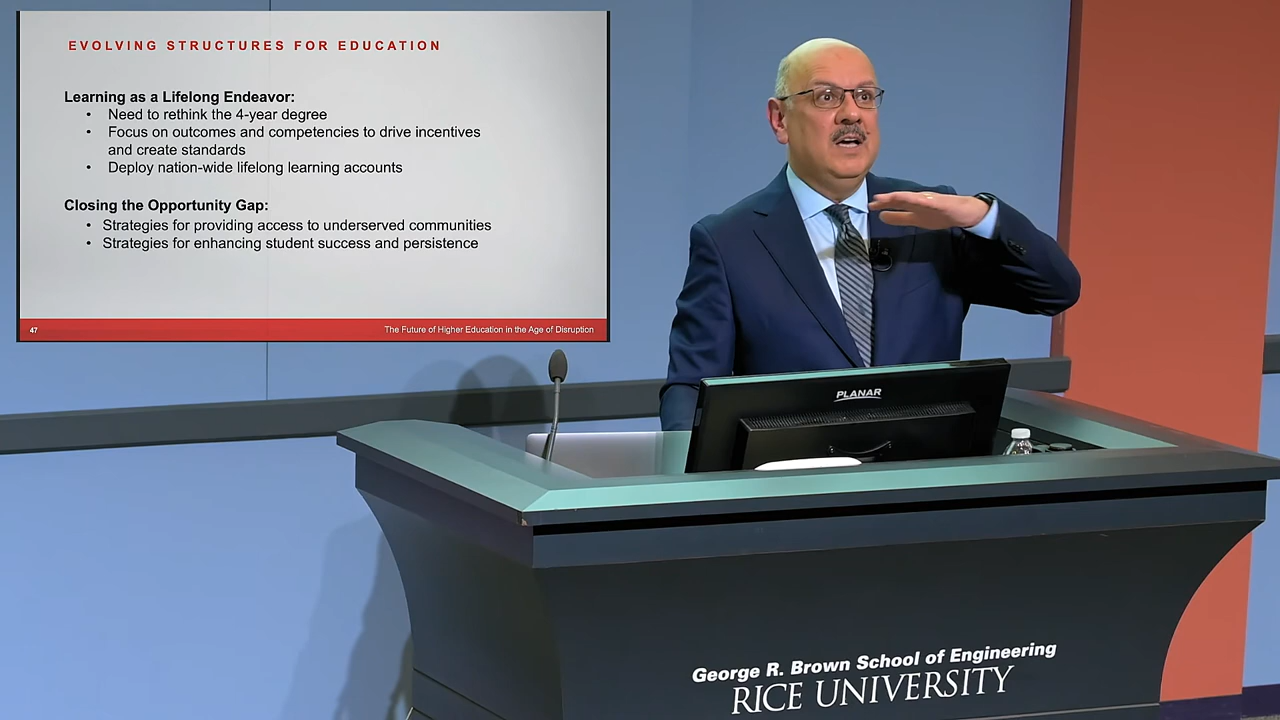 EVOLVING STRUCTURES FOR EDUCATION
Learning as a Lifelong Endeavor:
• Need to rethink the 4-year degree
• Focus on outcomes and competencies to drive incentives
and create standards
• Deploy nation-wide lifelong learning accounts
Closing the Opportunity Gap:
• Strategies for providing access to underserved communities
• Strategies for enhancing student success and persistence
47
The Future of Higher Education in the Age of Disruption
PLANAR
George R. Brown School of Engineering
RICE UNIVERSITY